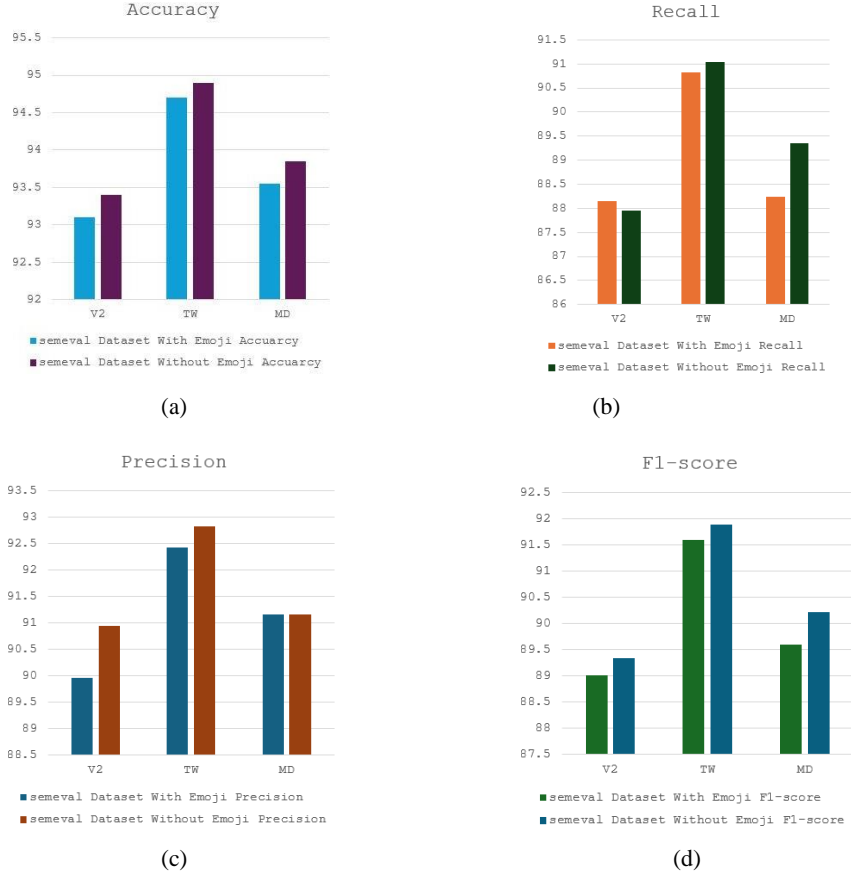 Accuracy
95.5
95
94.5
94
93.5
93
92.5
92
V2 TW MD
semeval Dataset With Emoji Accuarcy
semeval Dataset Without Emoji Accuarcy
(a)
Recall
91.5
91
90.5
90
89.5
89
88.5
88
87.5
87
86.5
86
V2 TW MD
semeval Dataset With Emoji Recall
semeval Dataset Without Emoji Recall
(b)
Precision
93.5
93
92.5
92
91.5
91
90.5
90
89.5
89
88.5
V2 TW MD
semeval Dataset With Emoji Precision
semeval Dataset Without Emoji Precision
(c)
F1-score
92.5
92
91.5
91
90.5
90
89.5
89
88.5
88
87.5
V2 TW MD
semeval Dataset With Emoji F1-score
semeval Dataset Without Emoji F1-score
(d)